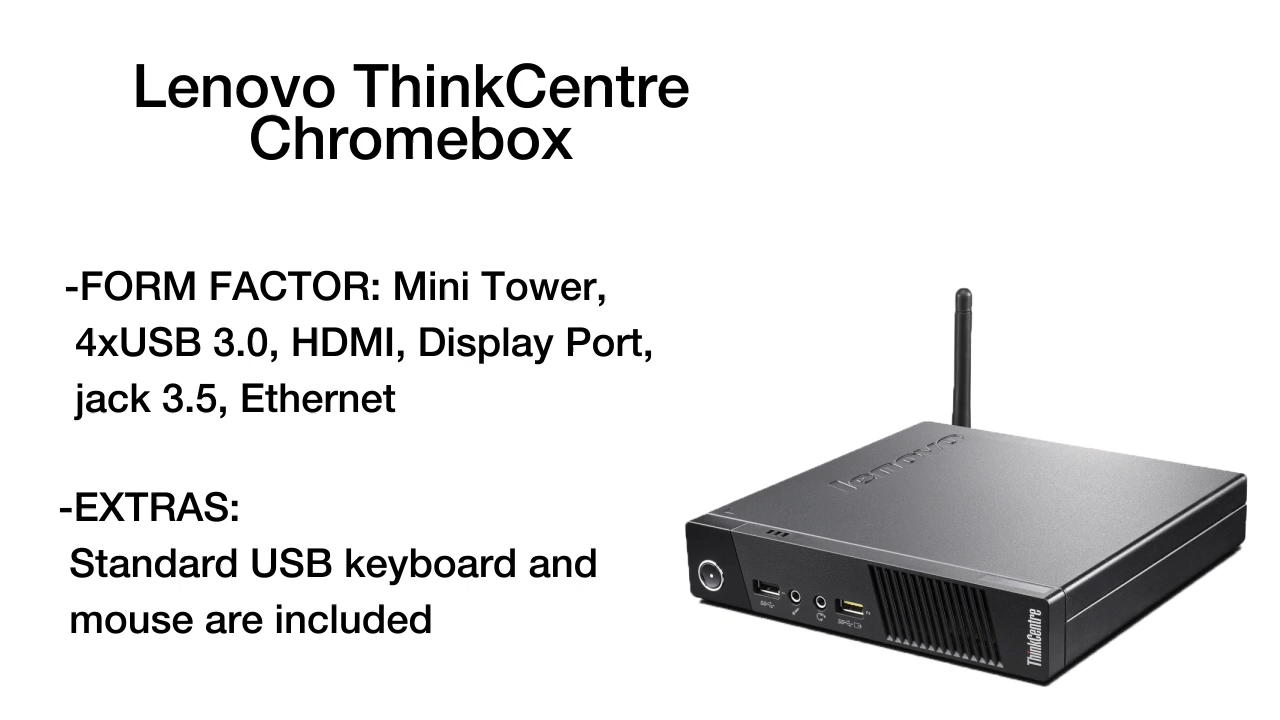 Lenovo ThinkCentre
Chromebox
-FORM FACTOR: Mini Tower,
4xUSB 3.0, HDMI, Display Port,
jack 3.5, Ethernet
-EXTRAS:
Standard USB keyboard and
mouse are included
lenovo
ThinkCentre